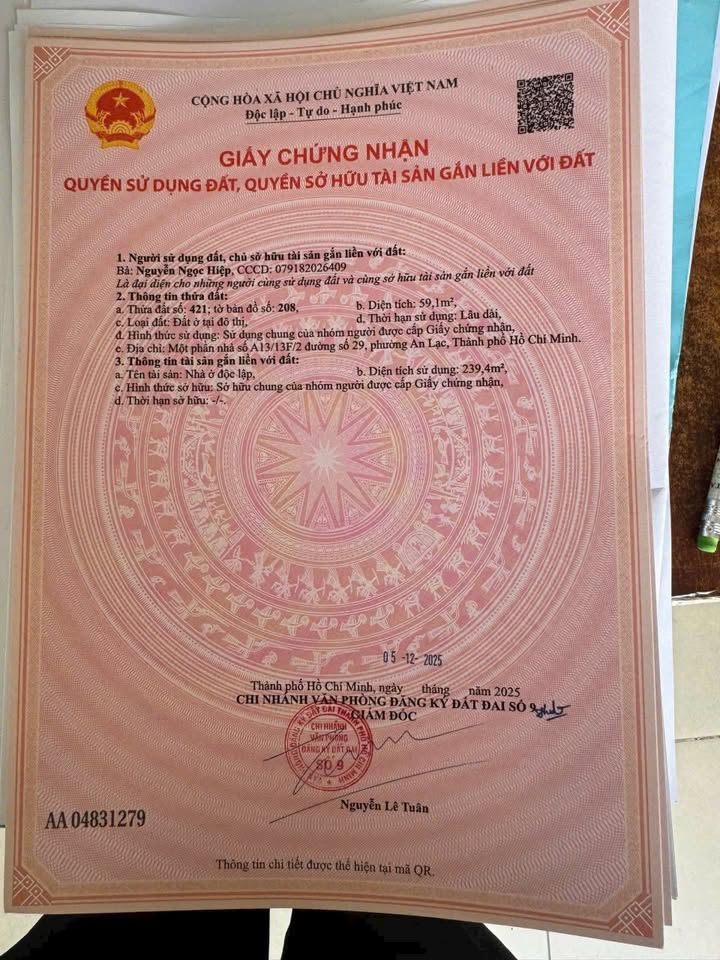 CỘNG HÒA XÃ HỘI CHỦ NGHĨA VIỆT NAM
Độc lập - Tự do - Hạnh phúc
GIẤY CHỨNG NHẬN
QUYỀN SỬ DỤNG ĐẤT, QUYỀN SỞ HỮU TÀI SẢN GẮN LIỀN VỚI ĐẤT
1. Người sử dụng đất, chủ sở hữu tài sản gắn liền với đất:
Bà: Nguyễn Ngọc Hiệp, CCCD: 079182026409
Là đại diện cho những người cùng sử dụng đất và cùng sở hữu tài sản gắn liền với đất
2. Thông tin thửa đất:
a. Thửa đất số: 421; tờ bản đồ số: 208, b. Diện tích: 59,1m²,
c. Loại đất: Đất ở tại đô thị, d. Thời hạn sử dụng: Lâu dài,
đ. Hình thức sử dụng: Sử dụng chung của nhóm người được cấp Giấy chứng nhận,
e. Địa chỉ: Một phần nhà số A13/13F/2 đường số 29, phường An Lạc, Thành phố Hồ Chí Minh.
3. Thông tin tài sản gắn liền với đất:
a. Tên tài sản: Nhà ở độc lập, b. Diện tích sử dụng: 239,4m²,
c. Hình thức sở hữu: Sở hữu chung của nhóm người được cấp Giấy chứng nhận,
d. Thời hạn sở hữu: -/-.
05 -12- 2025
Thành phố Hồ Chí Minh, ngày tháng năm 2025
CHI NHÁNH VĂN PHÒNG ĐĂNG KÝ ĐẤT ĐAI SỐ 9
GIÁM ĐỐC
CHI NHÁNH
VĂN PHÒNG
ĐĂNG KÝ ĐẤT ĐAI
SỐ 9
Nguyễn Lê Tuân
AA 04831279
Thông tin chi tiết được thể hiện tại mã QR.